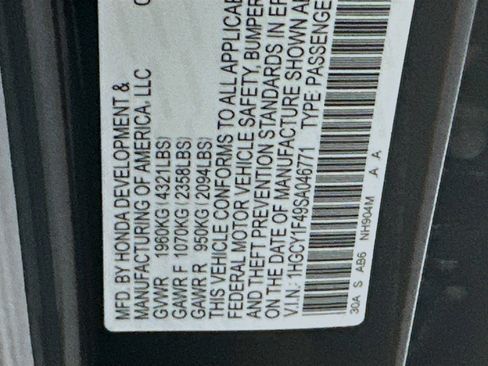 MFD. BY HONDA DEVELOPMENT &
MANUFACTURING OF AMERICA, LLC
GVWR 1960KG(4321LBS)
GAWR F 1070KG(2358LBS)
GAWR R 950KG(2094LBS)
THIS VEHICLE CONFORMS TO ALL APPLICAB
FEDERAL MOTOR VEHICLE SAFETY, BUMPER
AND THEFT PREVENTION STANDARDS IN EF
ON THE DATE OF MANUFACTURE SHOWN AB
V.I.N.: 1HGCY1F49SA046771 TYPE: PASSENGE
30A S AB6 NH904M A A